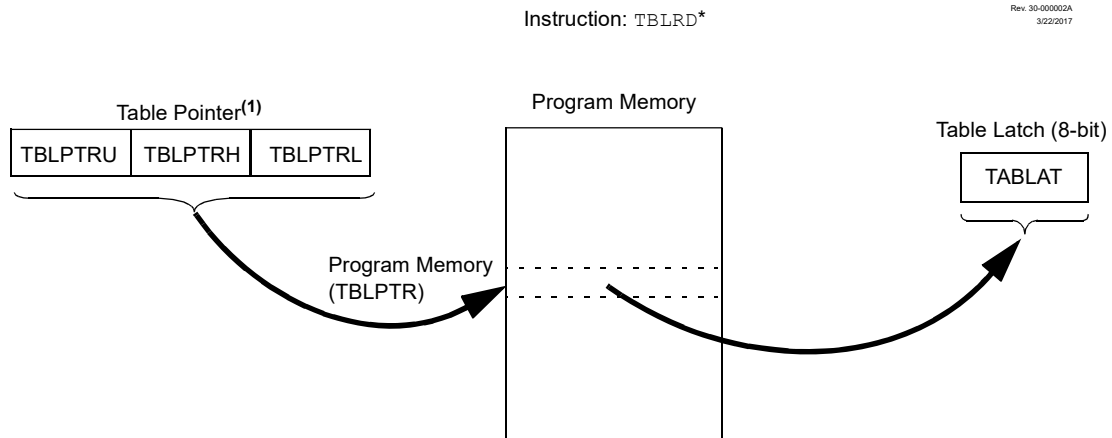 Rev. 30-000002A
3/22/2017
Instruction: TBLRD*
Table Pointer(1)
Program Memory
Table Latch (8-bit)
TBLPTRU TBLPTRH TBLPTRL
TABLAT
Program Memory
(TBLPTR)